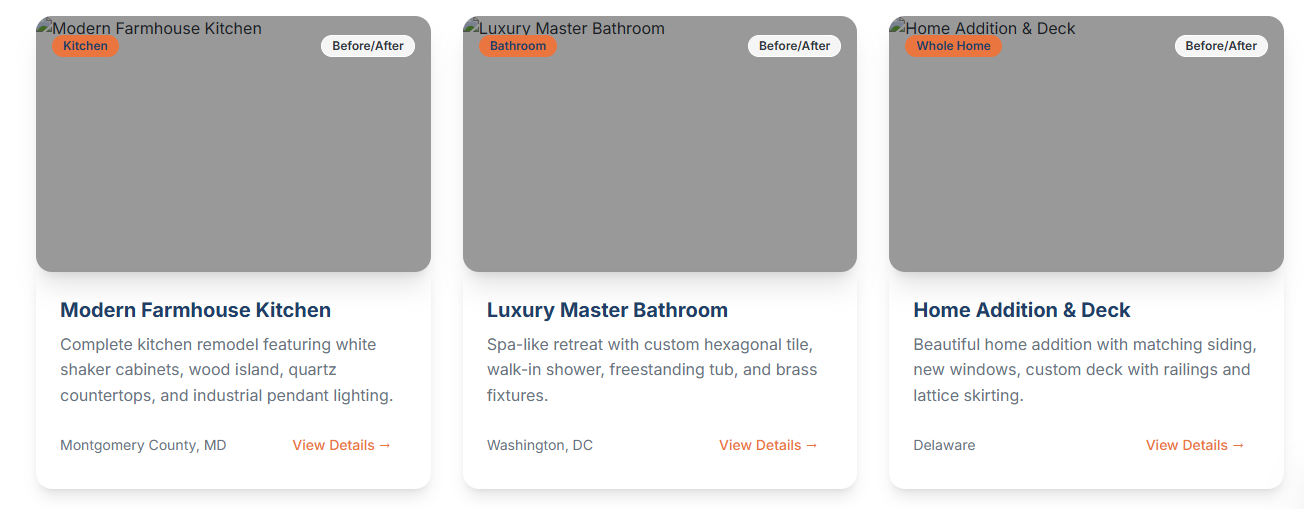 Modern Farmhouse Kitchen
Kitchen
Before/After
Modern Farmhouse Kitchen
Complete kitchen remodel featuring white
shaker cabinets, wood island, quartz
countertops, and industrial pendant lighting.
Montgomery County, MD
View Details →
Luxury Master Bathroom
Bathroom
Before/After
Luxury Master Bathroom
Spa-like retreat with custom hexagonal tile,
walk-in shower, freestanding tub, and brass
fixtures.
Washington, DC
View Details →
Home Addition & Deck
Whole Home
Before/After
Home Addition & Deck
Beautiful home addition with matching siding,
new windows, custom deck with railings and
lattice skirting.
Delaware
View Details →